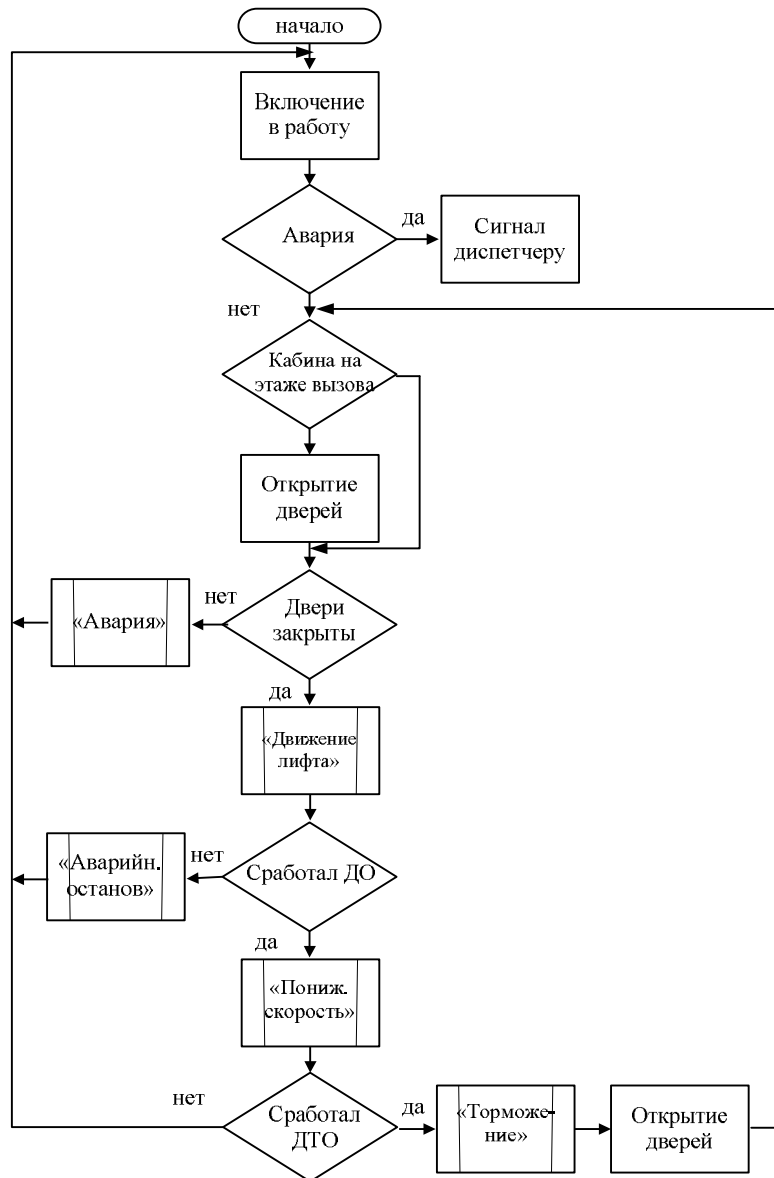 начало
Включение
в работу
Авария
да
Сигнал
диспетчеру
нет
Кабина на
этаже вызова
Открытие
дверей
«Авария»
нет
Двери
закрыты
да
«Движение
лифта»
«Аварийн.
останов»
нет
Сработал ДО
да
«Пониж.
скорость»
нет
Сработал
ДТО
да
«Торможе-
ние»
Открытие
дверей